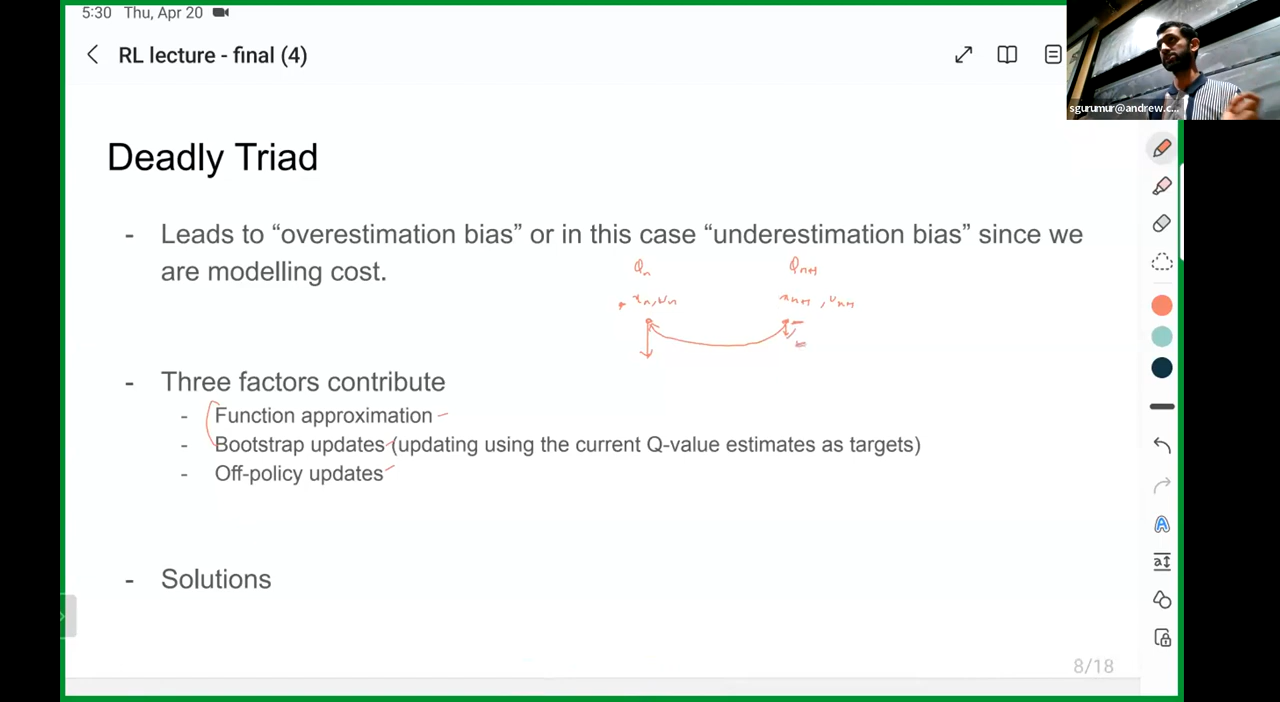 5:30 Thu, Apr 20
RL lecture - final (4)
sgurumur@andrew.c...
Deadly Triad
- Leads to “overestimation bias” or in this case “underestimation bias” since we
are modelling cost.
Qn Qn+1
xn, un xn+1, un+1
- Three factors contribute
- Function approximation
- Bootstrap updates (updating using the current Q-value estimates as targets)
- Off-policy updates
- Solutions
8/18